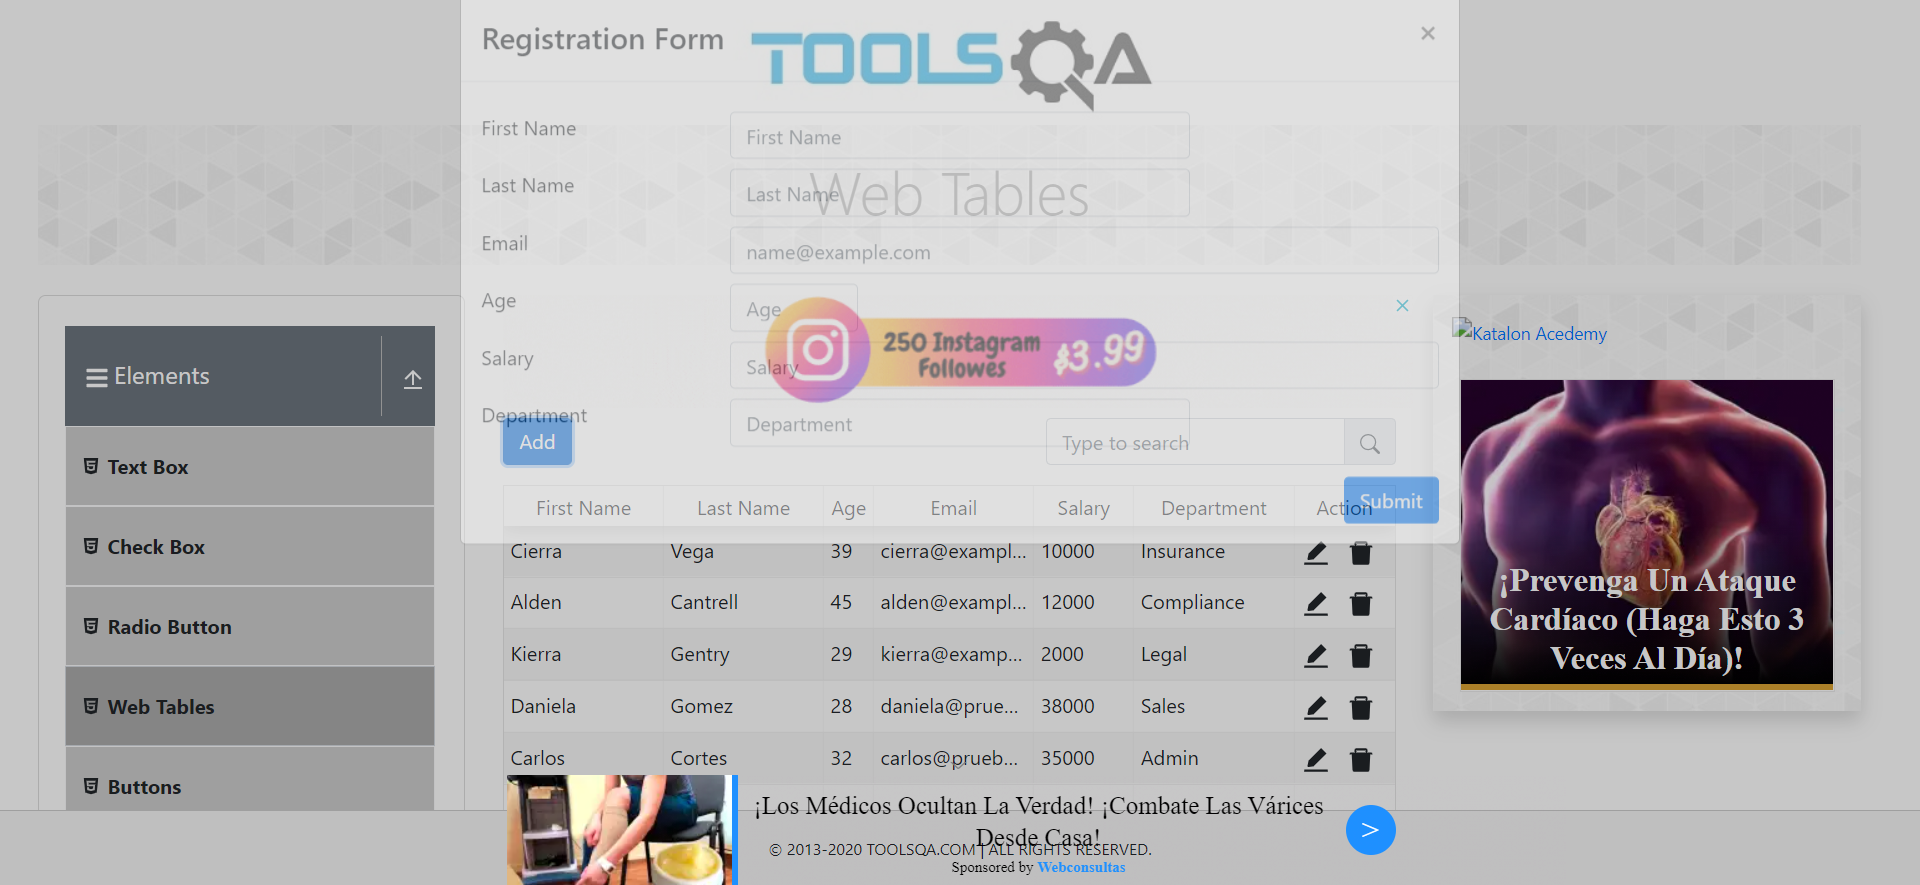 Registration Form
×
TOOLSQA
First Name
First Name
Last Name
Last Name
Web Tables
Email
name@example.com
Age
Age
250 Instagram
Followes
$3.99
Salary
Salary
Department
Department
Submit
Elements
Text Box
Check Box
Radio Button
Web Tables
Buttons
Add
Type to search
First Name Last Name Age Email Salary Department Action
Cierra Vega 39 cierra@exampl... 10000 Insurance
Alden Cantrell 45 alden@exampl... 12000 Compliance
Kierra Gentry 29 kierra@examp... 2000 Legal
Daniela Gomez 28 daniela@prue... 38000 Sales
Carlos Cortes 32 carlos@prueb... 35000 Admin
Katalon Acedemy
¡Prevenga Un Ataque
Cardíaco (Haga Esto 3
Veces Al Día)!
¡Los Médicos Ocultan La Verdad! ¡Combate Las Várices
Desde Casa!
>
© 2013-2020 TOOLSQA.COM | ALL RIGHTS RESERVED.
Sponsored by Webconsultas